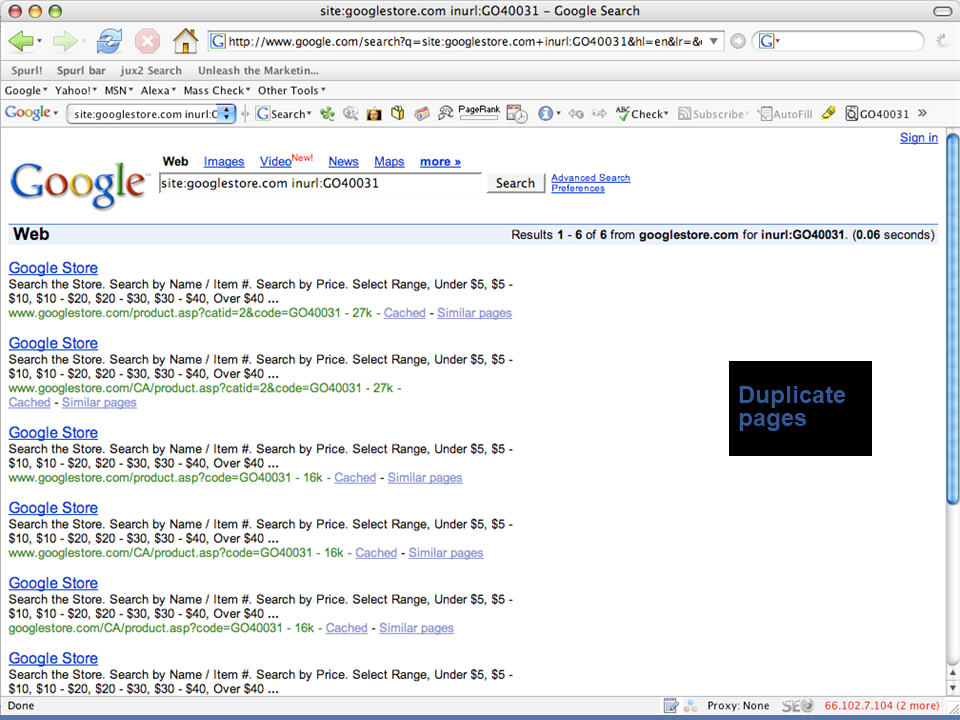 site:googlestore.com inurl:GO40031 – Google Search
http://www.google.com/search?q=site:googlestore.com+inurl:GO40031&hl=en&lr=&
G
Spurl! Spurl bar jux2 Search Unleash the Marketin...
Google Yahoo! MSN Alexa Mass Check Other Tools
Google site:googlestore.com inurl:G Search PageRank ABC Check Subscribe AutoFill GO40031 »
Sign in
Web Images Video New! News Maps more »
Google site:googlestore.com inurl:GO40031 Search Advanced Search
Preferences
Web Results 1 - 6 of 6 from googlestore.com for inurl:GO40031. (0.06 seconds)
Google Store
Search the Store. Search by Name / Item #. Search by Price. Select Range, Under $5, $5 -
$10, $10 - $20, $20 - $30, $30 - $40, Over $40 ...
www.googlestore.com/product.asp?catid=2&code=GO40031 - 27k - Cached - Similar pages
Google Store
Search the Store. Search by Name / Item #. Search by Price. Select Range, Under $5, $5 -
$10, $10 - $20, $20 - $30, $30 - $40, Over $40 ...
www.googlestore.com/CA/product.asp?catid=2&code=GO40031 - 27k -
Cached - Similar pages
Duplicate
pages
Google Store
Search the Store. Search by Name / Item #. Search by Price. Select Range, Under $5, $5 -
$10, $10 - $20, $20 - $30, $30 - $40, Over $40 ...
www.googlestore.com/product.asp?code=GO40031 - 16k - Cached - Similar pages
Google Store
Search the Store. Search by Name / Item #. Search by Price. Select Range, Under $5, $5 -
$10, $10 - $20, $20 - $30, $30 - $40, Over $40 ...
www.googlestore.com/CA/product.asp?code=GO40031 - 16k - Cached - Similar pages
Google Store
Search the Store. Search by Name / Item #. Search by Price. Select Range, Under $5, $5 -
$10, $10 - $20, $20 - $30, $30 - $40, Over $40 ...
googlestore.com/CA/product.asp?code=GO40031 - 16k - Cached - Similar pages
Google Store
Search the Store. Search by Name / Item #. Search by Price. Select Range, Under $5, $5 -
$10, $10 - $20, $20 - $30, $30 - $40, Over $40 ...
Done Proxy: None SEO 66.102.7.104 (2 more)